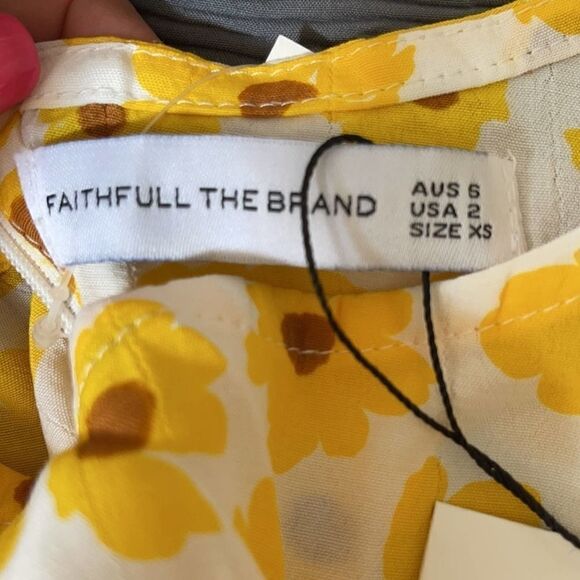 FAITHFULL THE BRAND
AUS 6
USA 2
SIZE XS